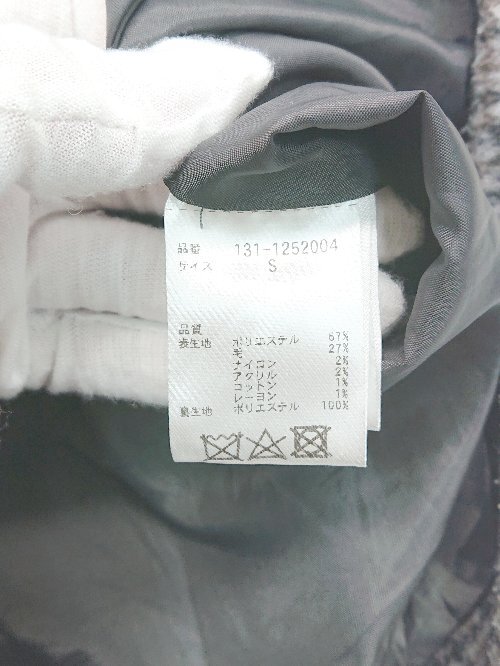 品種 131-1252004
サイズ S
品質
表生地 ポリエステル 67%
毛 27%
ナイロン 2%
アクリル 2%
コットン 1%
レーヨン 1%
裏生地 ポリエステル 100%